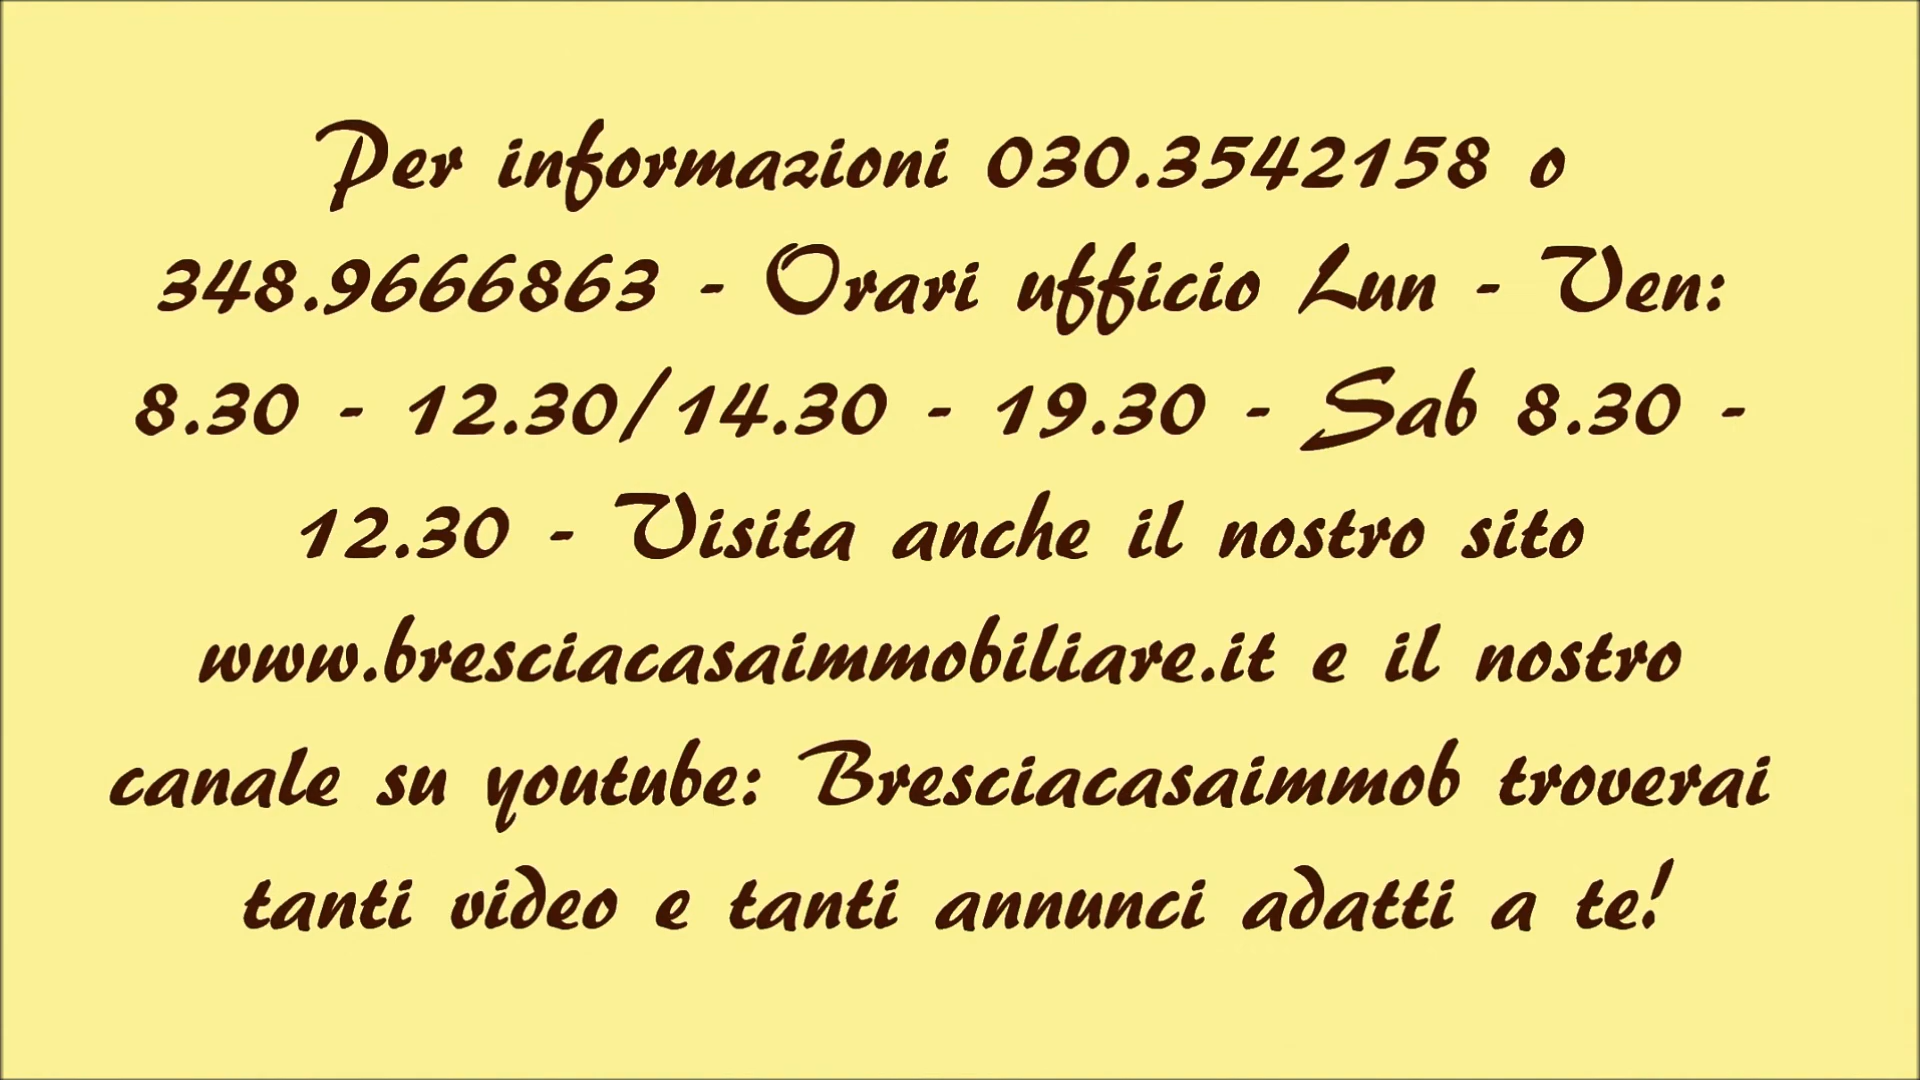 Per informazioni 030.3542158 o
348.9666863 - Orari ufficio Lun - Ven:
8.30 - 12.30/14.30 - 19.30 - Sab 8.30 -
12.30 - Visita anche il nostro sito
www.bresciacasaimmobiliare.it e il nostro
canale su youtube: Bresciacasaimmob troverai
tanti video e tanti annunci adatti a te!